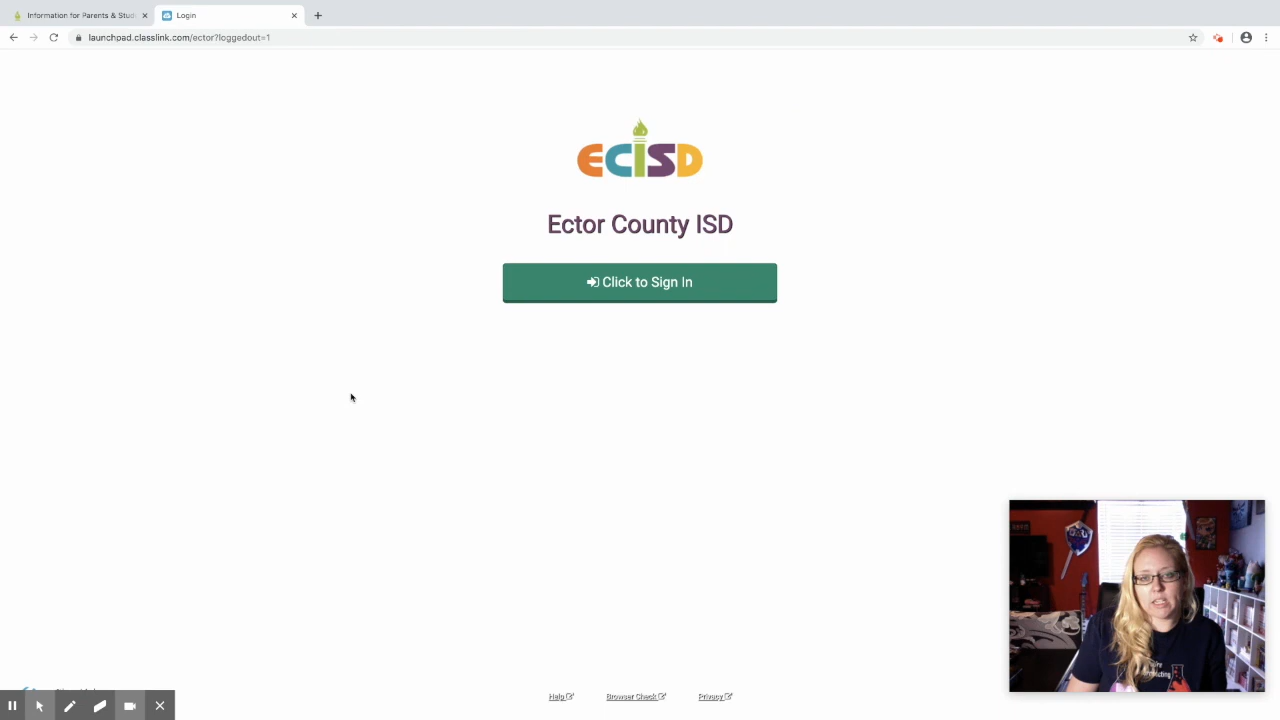 Information for Parents & Stud
Login
launchpad.classlink.com/ector?loggedout=1
ECISD
Ector County ISD
Click to Sign In
Help
Browser Check
Privacy